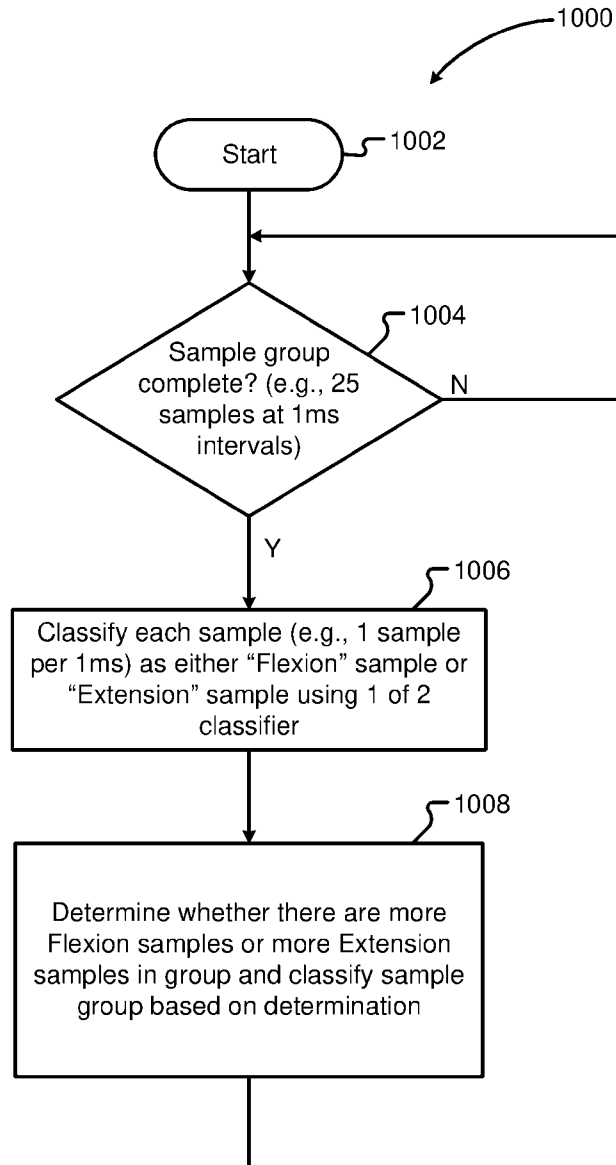 1000
Start
1002
1004
Sample group
complete? (e.g., 25
samples at 1ms
intervals)
N
Y
1006
Classify each sample (e.g., 1 sample
per 1ms) as either “Flexion” sample or
“Extension” sample using 1 of 2
classifier
1008
Determine whether there are more
Flexion samples or more Extension
samples in group and classify sample
group based on determination